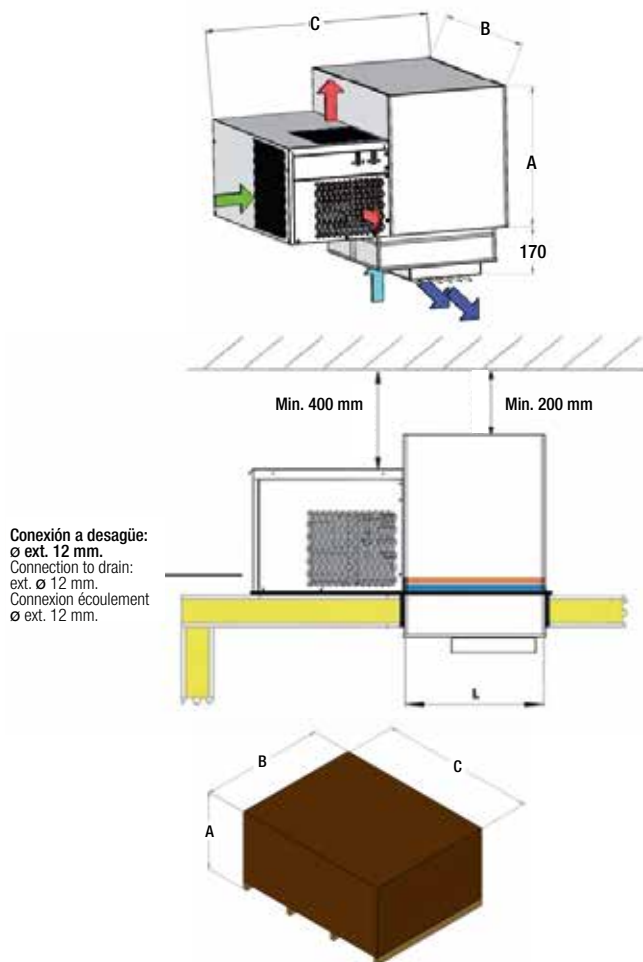 C
B
A
170
Min. 400 mm
Min. 200 mm
Conexión a desagüe:
ø ext. 12 mm.
Connection to drain:
ext. ø 12 mm.
Connexion écoulement
ø ext. 12 mm.
L
B
C
A